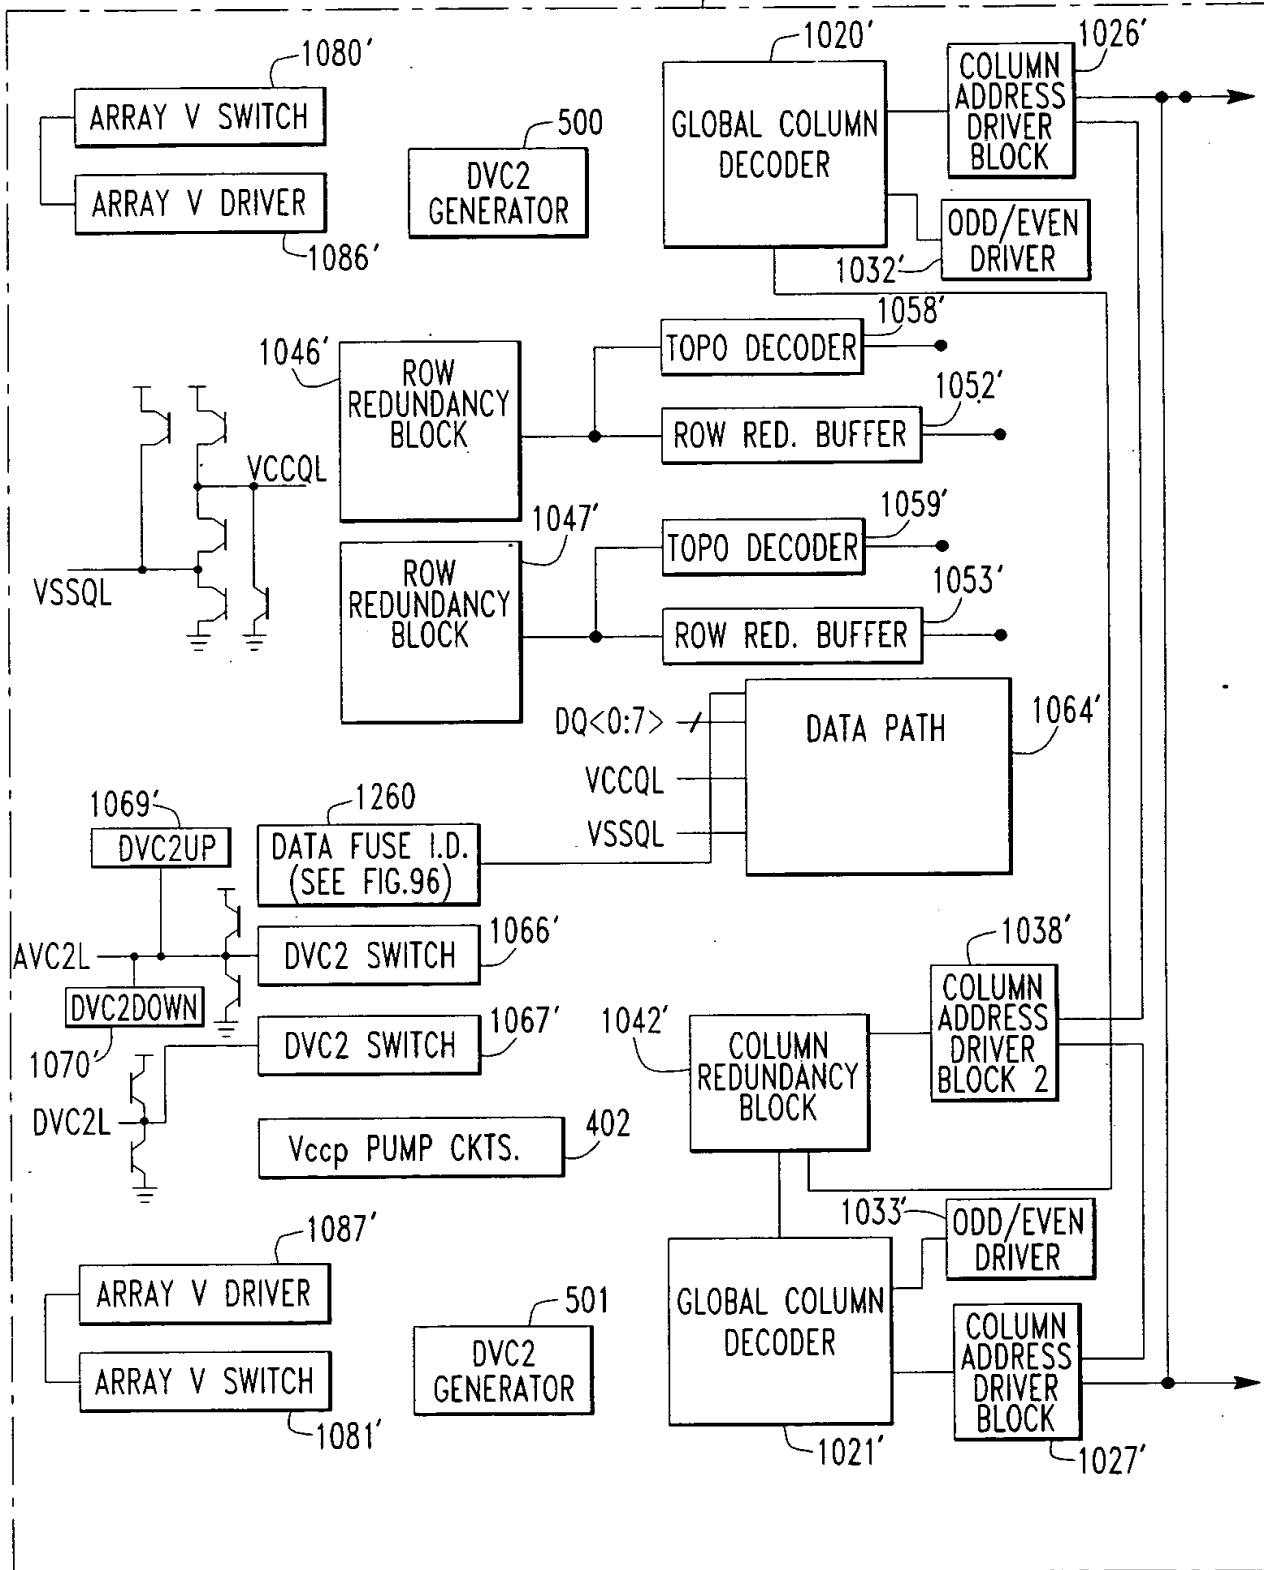 1080′
ARRAY V SWITCH
ARRAY V DRIVER
1086′
500
DVC2
GENERATOR
1020′
GLOBAL COLUMN
DECODER
1026′
COLUMN
ADDRESS
DRIVER
BLOCK
ODD/EVEN
DRIVER
1032′
1046′
ROW
REDUNDANCY
BLOCK
1058′
TOPO DECODER
1052′
ROW RED. BUFFER
VCCQL
VSSQL
1047′
ROW
REDUNDANCY
BLOCK
1059′
TOPO DECODER
1053′
ROW RED. BUFFER
DQ<0:7>
VCCQL
VSSQL
DATA PATH
1064′
1069′
DVC2UP
1260
DATA FUSE I.D.
(SEE FIG.96)
AVC2L
DVC2DOWN
1070′
1066′
DVC2 SWITCH
1067′
DVC2 SWITCH
DVC2L
402
Vccp PUMP CKTS.
1042′
COLUMN
REDUNDANCY
BLOCK
1038′
COLUMN
ADDRESS
DRIVER
BLOCK 2
1087′
ARRAY V DRIVER
ARRAY V SWITCH
1081′
501
DVC2
GENERATOR
GLOBAL COLUMN
DECODER
1021′
1033′
ODD/EVEN
DRIVER
COLUMN
ADDRESS
DRIVER
BLOCK
1027′